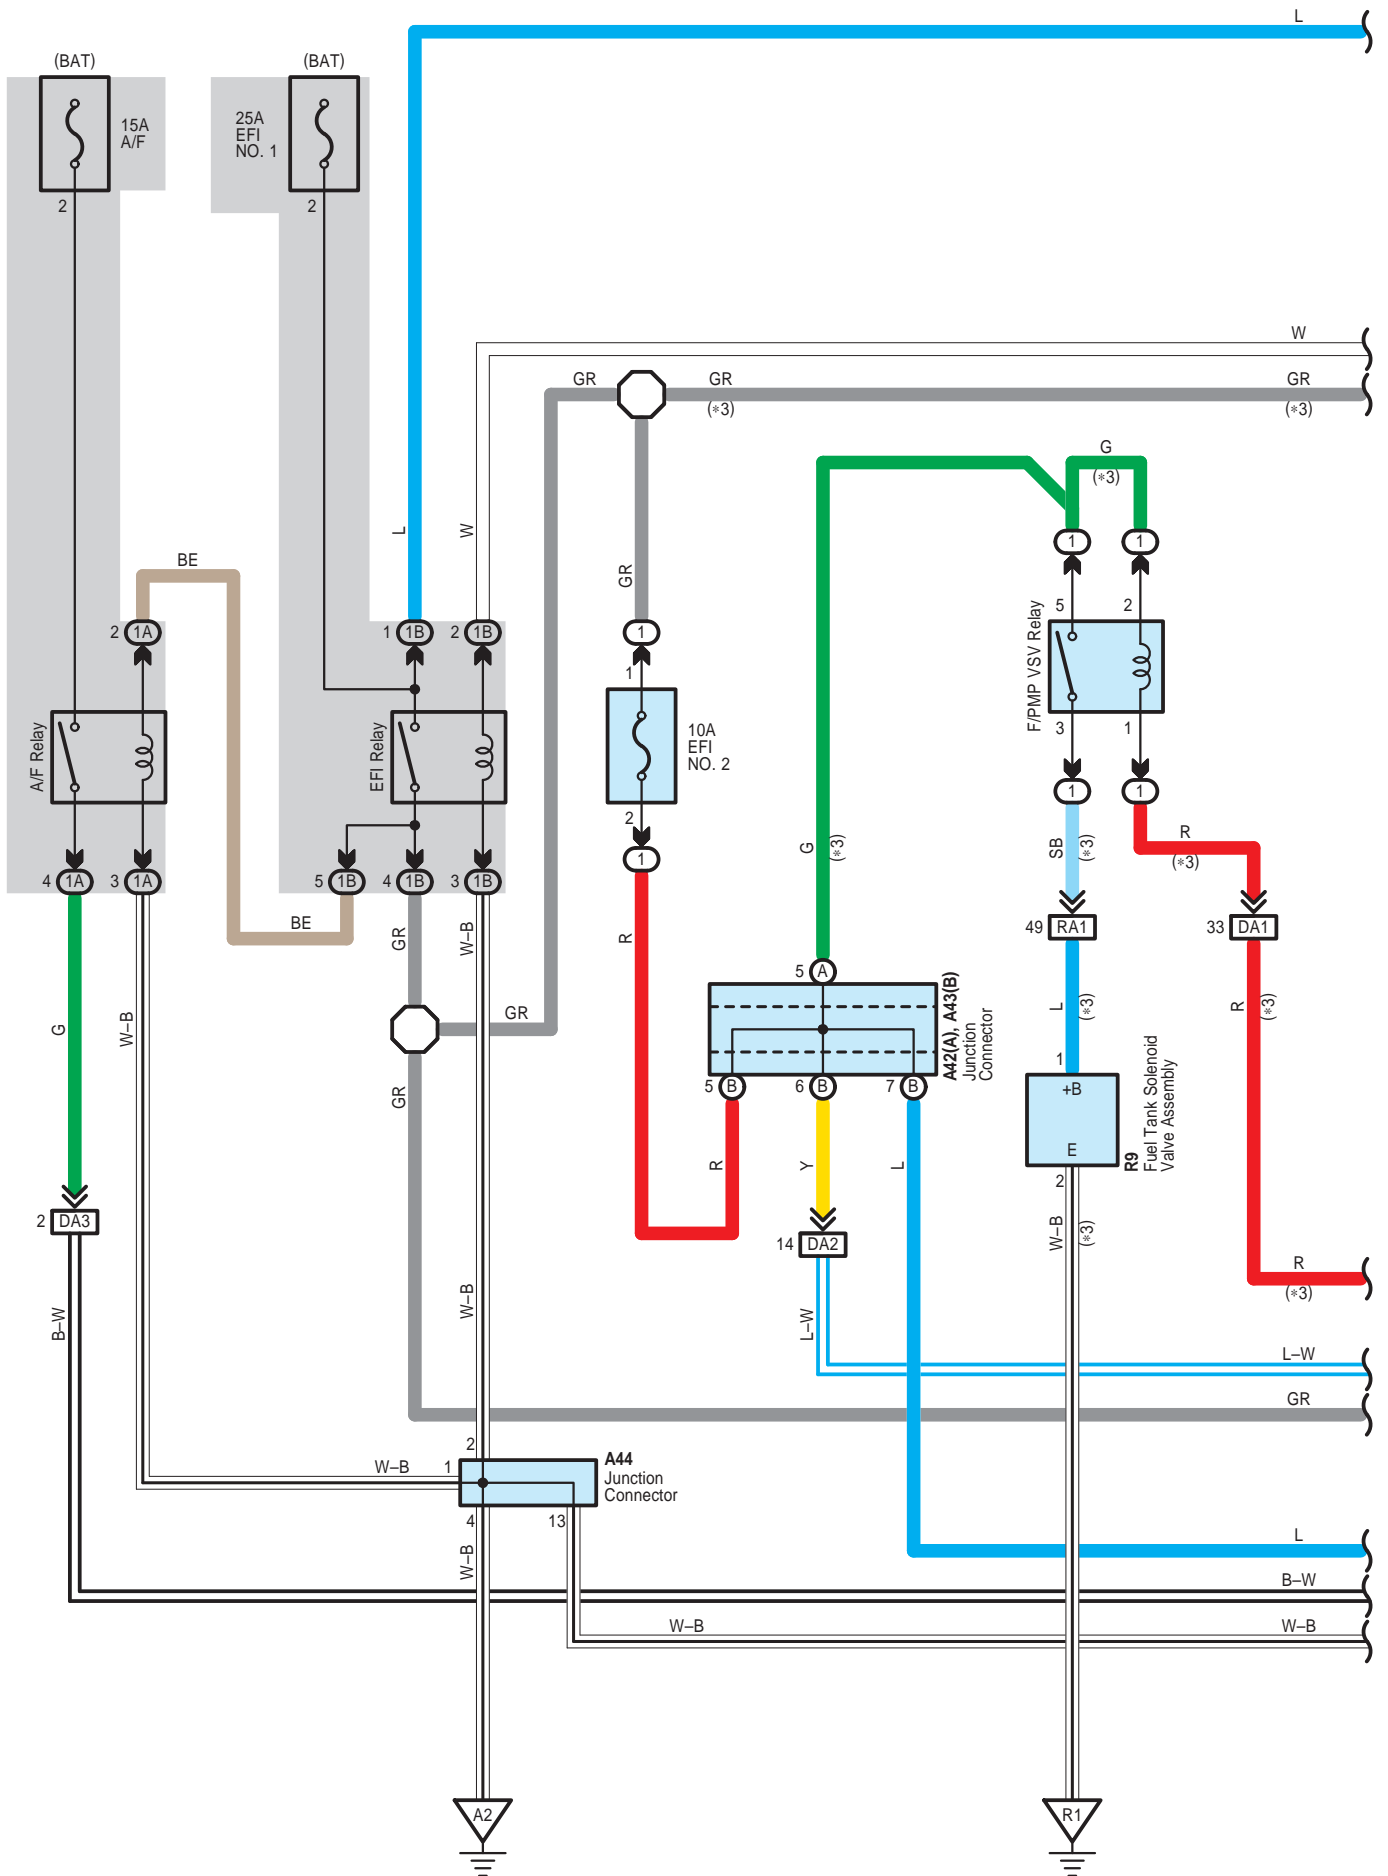 L
(BAT)
(BAT)
15A
A/F
25A
EFI
NO. 1
2
2
W
GR
GR
(*3)
GR
(*3)
G
(*3)
L
W
BE
GR
1
1
2
1A
1
1B
2
1B
1
5
2
1
A/F Relay
EFI Relay
10A
EFI
NO. 2
F/PMP VSV Relay
3
1
2
1
1
R
(*3)
G
(*3)
SB
(*3)
1
4
1A
3
1A
5
1B
4
1B
3
1B
BE
GR
W–B
R
49
RA1
33
DA1
5
A
A42(A), A43(B)
Junction
Connector
G
W–B
GR
L
(*3)
R
(*3)
1
+B
E
R9
Fuel Tank Solenoid
Valve Assembly
5
B
6
B
7
B
GR
R
Y
L
2
2
DA3
14
DA2
W–B
(*3)
R
(*3)
B–W
W–B
L–W
L–W
GR
2
W–B
1
A44
Junction
Connector
4
13
W–B
L
B–W
W–B
W–B
A2
R1